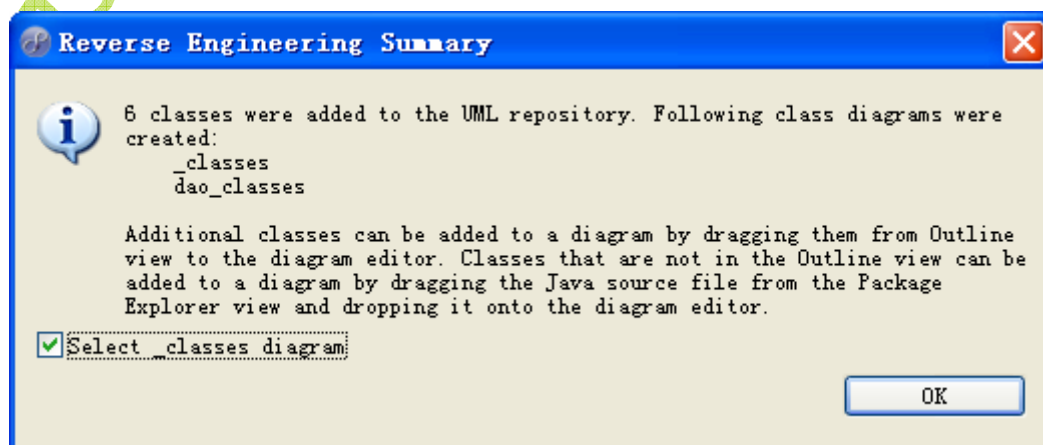 Reverse Engineering Summary
6 classes were added to the UML repository. Following class diagrams were
created:
_classes
dao_classes
Additional classes can be added to a diagram by dragging them from Outline
view to the diagram editor. Classes that are not in the Outline view can be
added to a diagram by dragging the Java source file from the Package
Explorer view and dropping it onto the diagram editor.
Select _classes diagram
OK